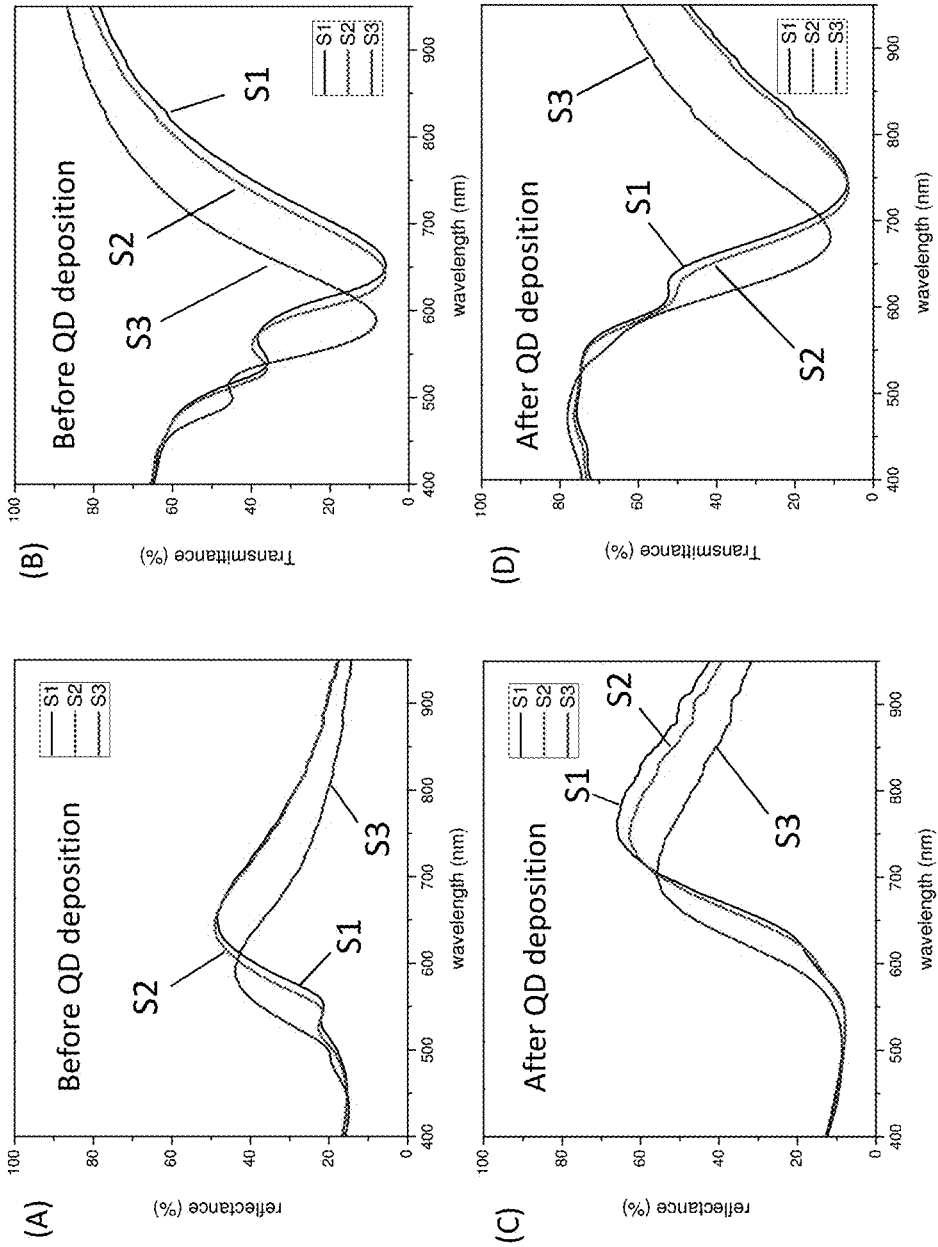 (A)
Before QD deposition
S1
S2
S3
S2
S1
S3
reflectance (%)
100
80
60
40
20
0
400
500
600
700
800
900
wavelength (nm)
(B)
Before QD deposition
S1
S2
S3
S3
S2
S1
Transmittance (%)
100
80
60
40
20
0
400
500
600
700
800
900
wavelength (nm)
(C)
After QD deposition
S1
S2
S3
S1
S2
S3
reflectance (%)
100
80
60
40
20
0
400
500
600
700
800
900
wavelength (nm)
(D)
After QD deposition
S1
S2
S3
S3
S1
S2
Transmittance (%)
100
80
60
40
20
0
400
500
600
700
800
900
wavelength (nm)